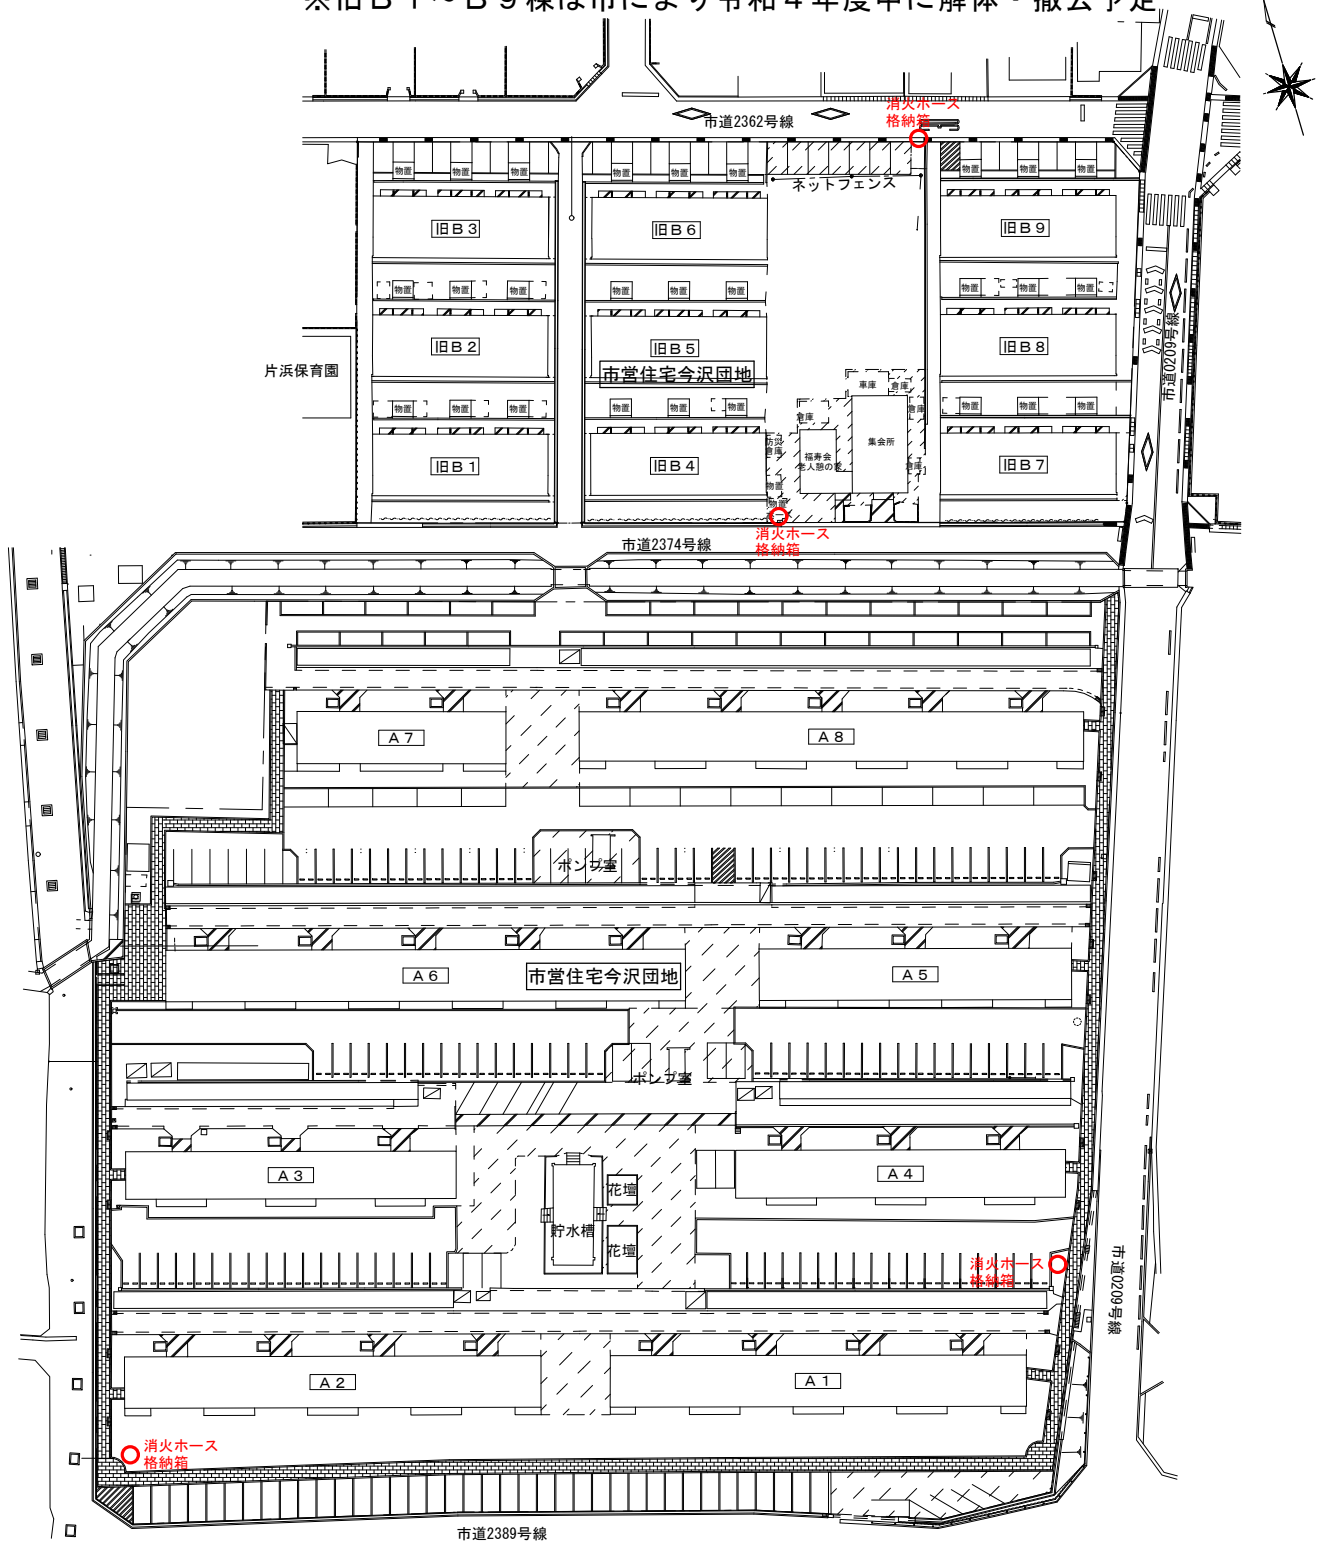 ※旧Ｂ１～Ｂ９棟は市により令和４年度中に解体・撤去予定
消火ホース
格納箱
市道2362号線
物置 物置 物置 物置 物置 物置 物置 物置 物置
ネットフェンス
旧Ｂ３ 旧Ｂ６ 旧Ｂ９
物置 物置 物置 物置 物置 物置 物置 物置 物置
市道0209号線
旧Ｂ２ 旧Ｂ５ 旧Ｂ８
片浜保育園
市営住宅今沢団地
車庫 倉庫
物置 物置 物置 物置 物置 物置 倉庫 倉庫 物置 物置 物置
防災
倉庫
集会所
福寿会
老人憩の家
倉庫
旧Ｂ１ 旧Ｂ４ 旧Ｂ７
物置
物置
消火ホース
格納箱
市道2374号線
Ａ７ Ａ８
ポンプ室
Ａ６ 市営住宅今沢団地 Ａ５
ポンプ室
Ａ３ Ａ４
花壇
貯水槽
花壇
消火ホース
格納箱
市道0209号線
Ａ２ Ａ１
消火ホース
格納箱
市道2389号線